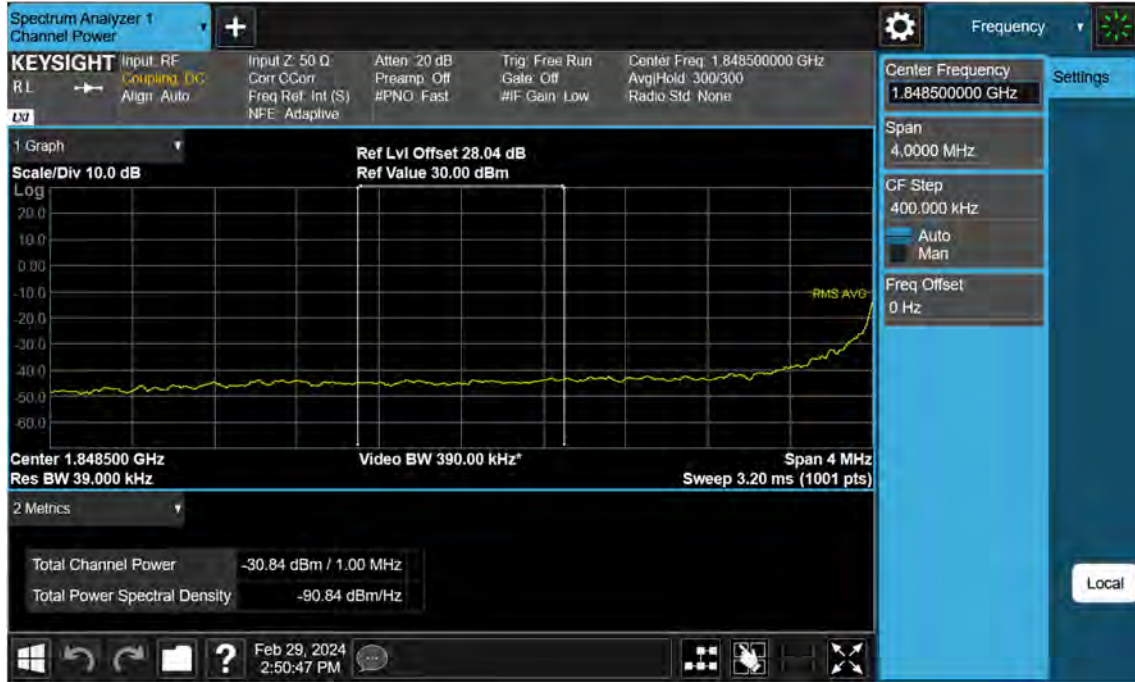 Spectrum Analyzer 1
Channel Power
+
Frequency
KEYSIGHT
RL
LXI
Input: RF
Coupling: DC
Align: Auto
Input Z: 50 Ω
Corr CCorr
Freq Ref: Int (S)
NFE: Adaptive
Atten: 20 dB
Preamp: Off
#PNO: Fast
Trig: Free Run
Gate: Off
#IF Gain: Low
Center Freq: 1.848500000 GHz
Avg|Hold: 300/300
Radio Std: None
Center Frequency
1.848500000 GHz
Settings
Span
4.0000 MHz
CF Step
400.000 kHz
Auto
Man
Freq Offset
0 Hz
1 Graph
Ref Lvl Offset 28.04 dB
Scale/Div 10.0 dB
Ref Value 30.00 dBm
Log
20.0
10.0
0.00
-10.0
RMS AVG
-20.0
-30.0
-40.0
-50.0
-60.0
Center 1.848500 GHz
Video BW 390.00 kHz*
Span 4 MHz
Res BW 39.000 kHz
Sweep 3.20 ms (1001 pts)
2 Metrics
Total Channel Power
-30.84 dBm / 1.00 MHz
Total Power Spectral Density
-90.84 dBm/Hz
Local
?
Feb 29, 2024
2:50:47 PM